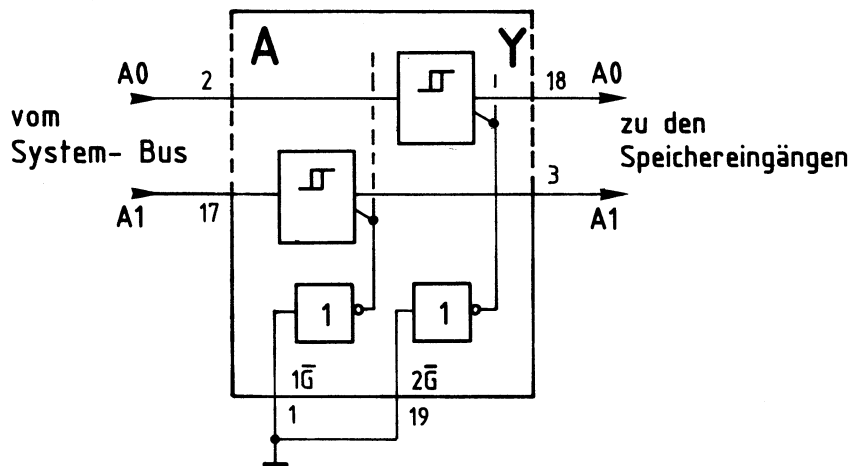 A
Y
A0
2
18
A0
vom
System- Bus
zu den
Speichereingängen
A1
17
3
A1
1
1
1G̅
2G̅
1
19